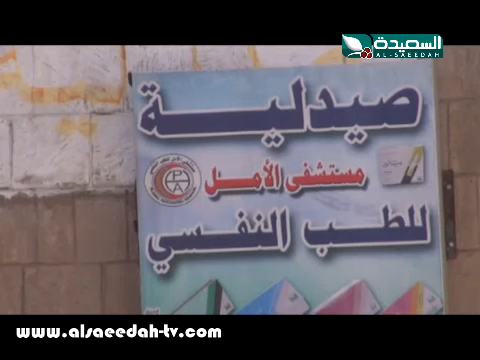 السعيدة
AL-SAEEDAH
صيدلية
مستشفى الأمل
للطب النفسي
www.alsaeedah-tv.com